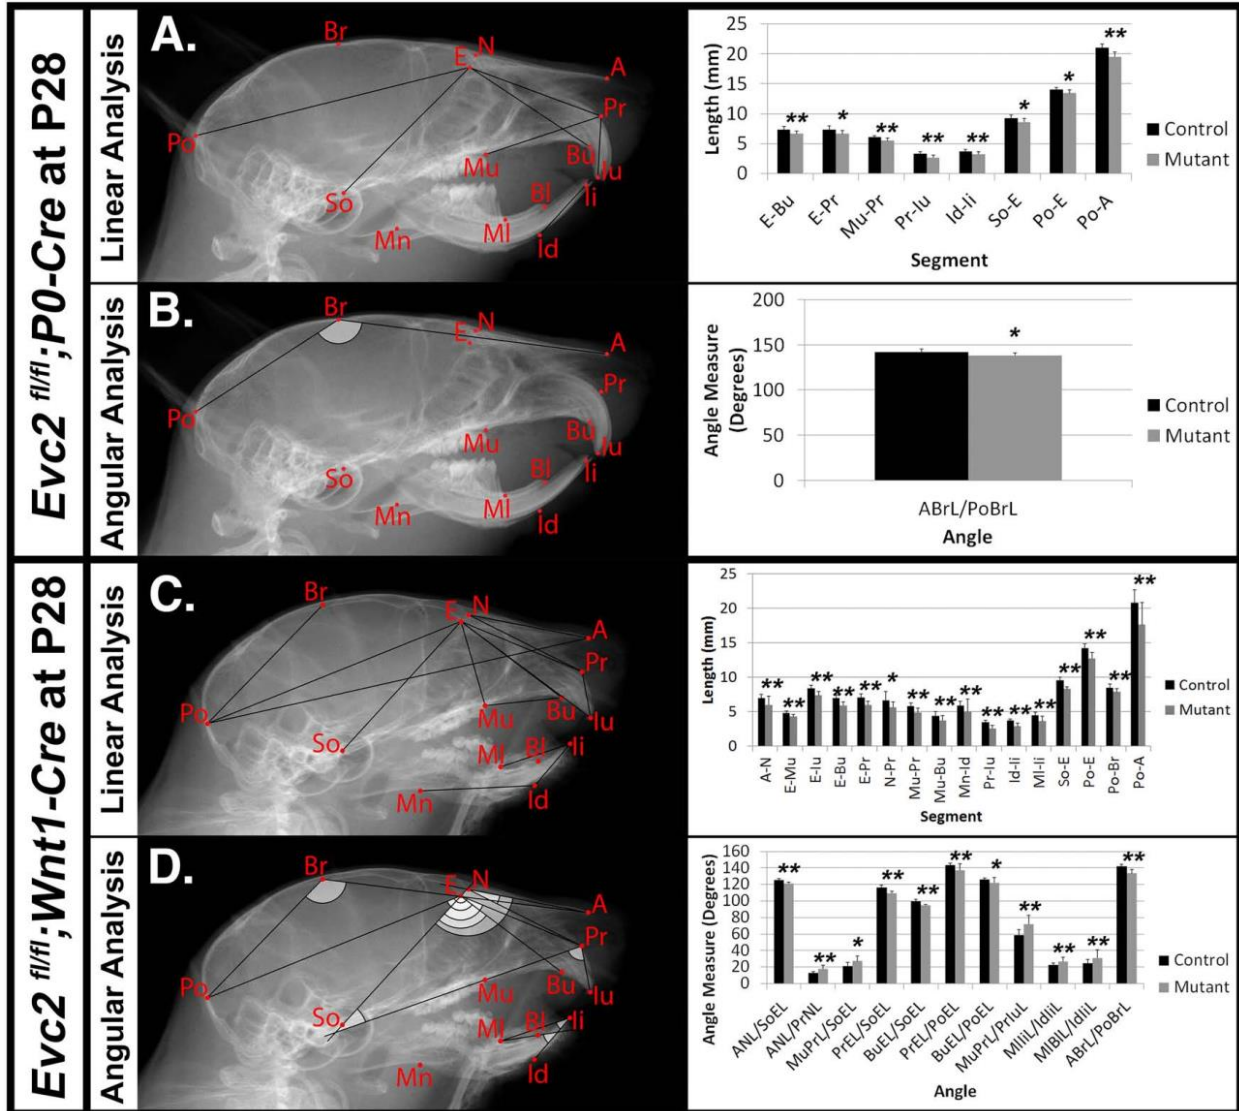 Evc2 fl/fl;P0-Cre at P28
Linear Analysis
A.
Br
E
N
A
Pr
Po
Bu
Iu
Mu
Ii
So
Bl
Ml
Mn
Id
Length (mm)
25
20
15
10
5
0
** * ** ** ** * * **
E-Bu E-Pr Mu-Pr Pr-Iu Id-Ii So-E Po-E Po-A
Segment
Control
Mutant
Angular Analysis
B.
Br
E
N
A
Pr
Po
Bu
Mu
Iu
Ii
So
Bl
Ml
Mn
Id
Angle Measure
(Degrees)
200
150
100
50
0
*
ABrL/PoBrL
Angle
Control
Mutant
Evc2 fl/fl;Wnt1-Cre at P28
Linear Analysis
C.
Br
E
N
A
Pr
Po
Mu
Bu
Iu
So
Ml
Bl
Ii
Mn
Id
Length (mm)
25
20
15
10
5
0
** ** ** ** ** * ** ** ** ** ** ** ** ** ** **
A-N E-Mu E-Iu E-Bu E-Pr N-Pr Mu-Pr Mu-Bu Mn-Id Pr-Iu Id-Ii Ml-Ii So-E Po-E Po-Br Po-A
Segment
Control
Mutant
Angular Analysis
D.
Br
E
N
A
Pr
Po
Mu
Bu
Iu
So
Ml
Bl
Ii
Mn
Id
Angle Measure (Degrees)
160
140
120
100
80
60
40
20
0
** ** * ** ** ** * ** ** ** **
ANL/SoEL ANL/PrNL MuPrL/SoEL PrEL/SoEL BuEL/SoEL PrEL/PoEL BuEL/PoEL MuPrL/PrIuL MlIiL/IdIiL MlBlL/IdIiL ABrL/PoBrL
Angle
Control
Mutant